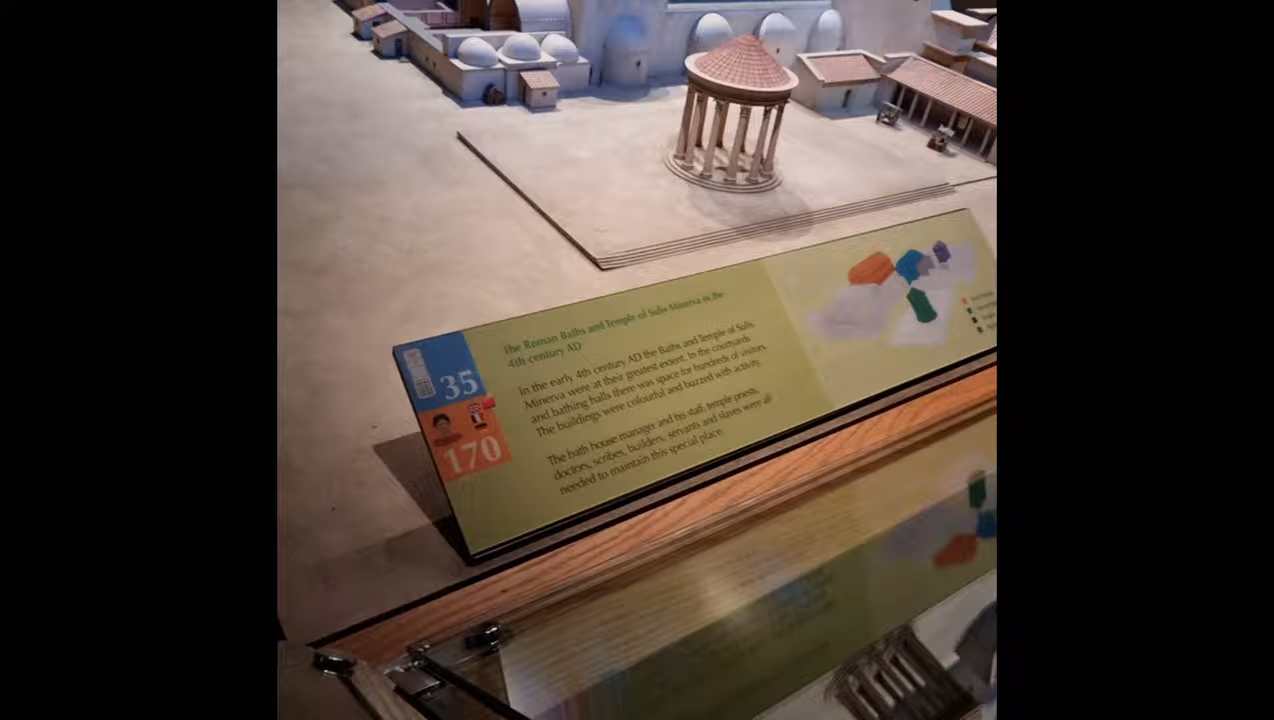 The Roman Baths and Temple of Sulis Minerva in the
4th century AD
In the early 4th century AD the Baths and Temple of Sulis
Minerva were at their greatest extent. In the courtyards
and bathing halls there was space for hundreds of visitors.
The buildings were colourful and buzzed with activity.
The bath house manager and his staff, temple priests,
doctors, scribes, builders, servants and slaves were all
needed to maintain this special place.
35
170